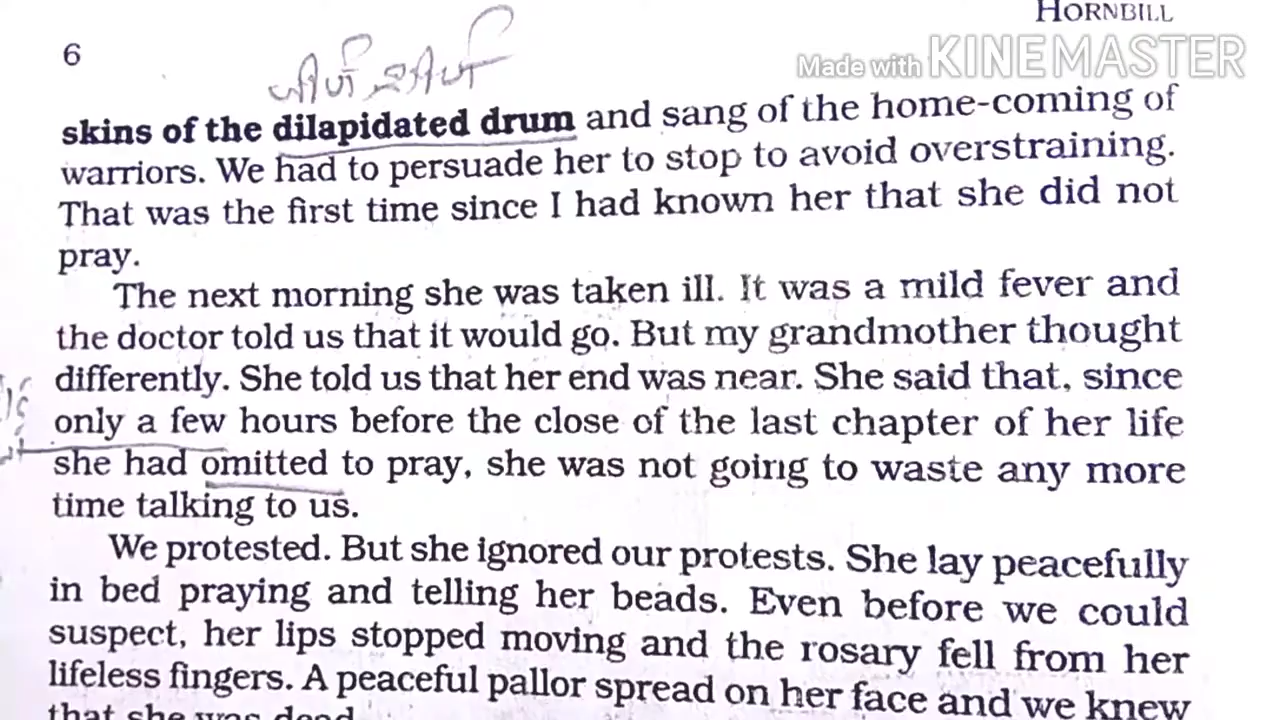 HORNBILL
6
Made with KINEMASTER
जीर्ण शीर्ण
skins of the dilapidated drum and sang of the home-coming of
warriors. We had to persuade her to stop to avoid overstraining.
That was the first time since I had known her that she did not
pray.
The next morning she was taken ill. It was a mild fever and
the doctor told us that it would go. But my grandmother thought
differently. She told us that her end was near. She said that, since
only a few hours before the close of the last chapter of her life
she had omitted to pray, she was not going to waste any more
time talking to us.
We protested. But she ignored our protests. She lay peacefully
in bed praying and telling her beads. Even before we could
suspect, her lips stopped moving and the rosary fell from her
lifeless fingers. A peaceful pallor spread on her face and we knew
that she was dead.